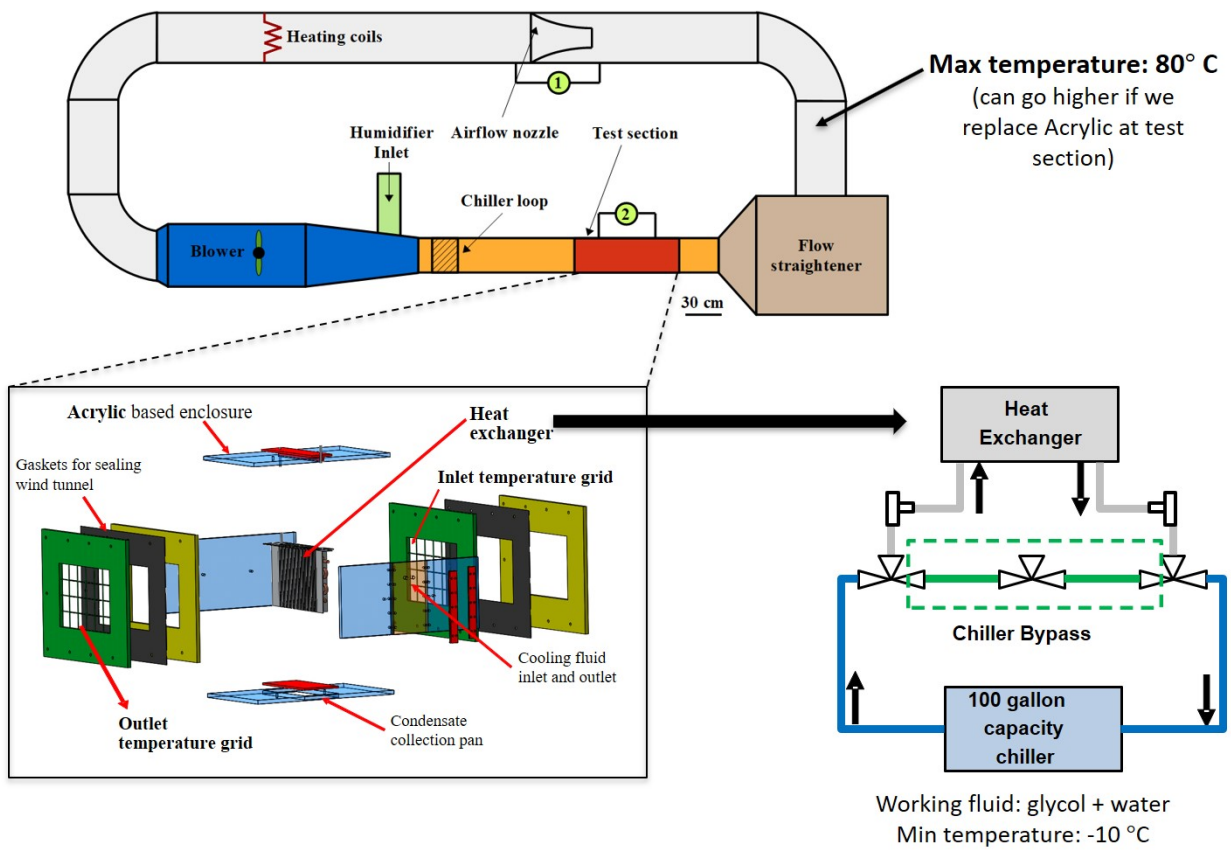 Heating coils
1
Airflow nozzle
Max temperature: 80° C
(can go higher if we
replace Acrylic at test
section)
Humidifier
Inlet
Test section
Chiller loop
2
Blower
Flow
straightener
30 cm
Acrylic based enclosure
Heat
exchanger
Gaskets for sealing
wind tunnel
Inlet temperature grid
Cooling fluid
inlet and outlet
Outlet
temperature grid
Condensate
collection pan
Heat
Exchanger
Chiller Bypass
100 gallon
capacity
chiller
Working fluid: glycol + water
Min temperature: -10 °C